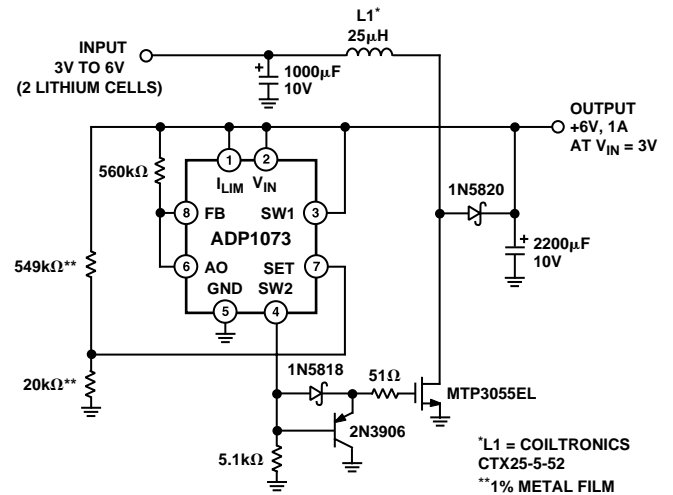 L1*
25μH
INPUT
3V TO 6V
(2 LITHIUM CELLS)
+
1000μF
10V
OUTPUT
+6V, 1A
AT VIN = 3V
560kΩ
1
2
ILIM
VIN
1N5820
8
FB
SW1
3
ADP1073
+
2200μF
10V
549kΩ**
6
AO
SET
7
GND
SW2
5
4
1N5818
51Ω
20kΩ**
MTP3055EL
2N3906
5.1kΩ
*L1 = COILTRONICS
CTX25-5-52
**1% METAL FILM